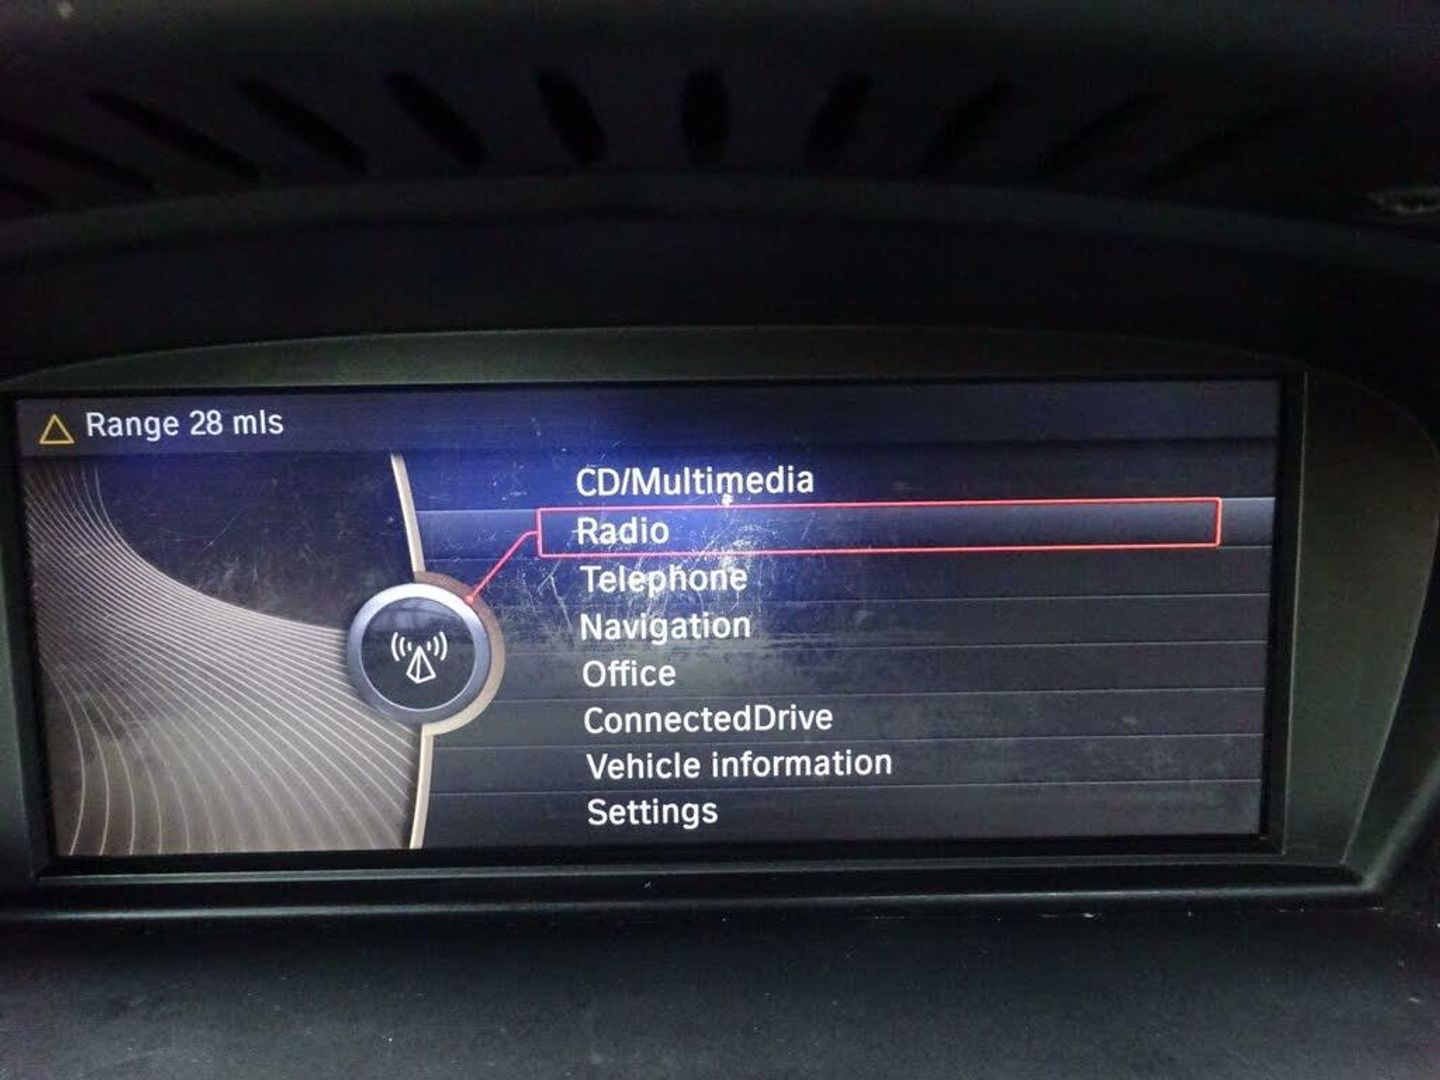 Range 28 mls
CD/Multimedia
Radio
Telephone
Navigation
Office
ConnectedDrive
Vehicle information
Settings